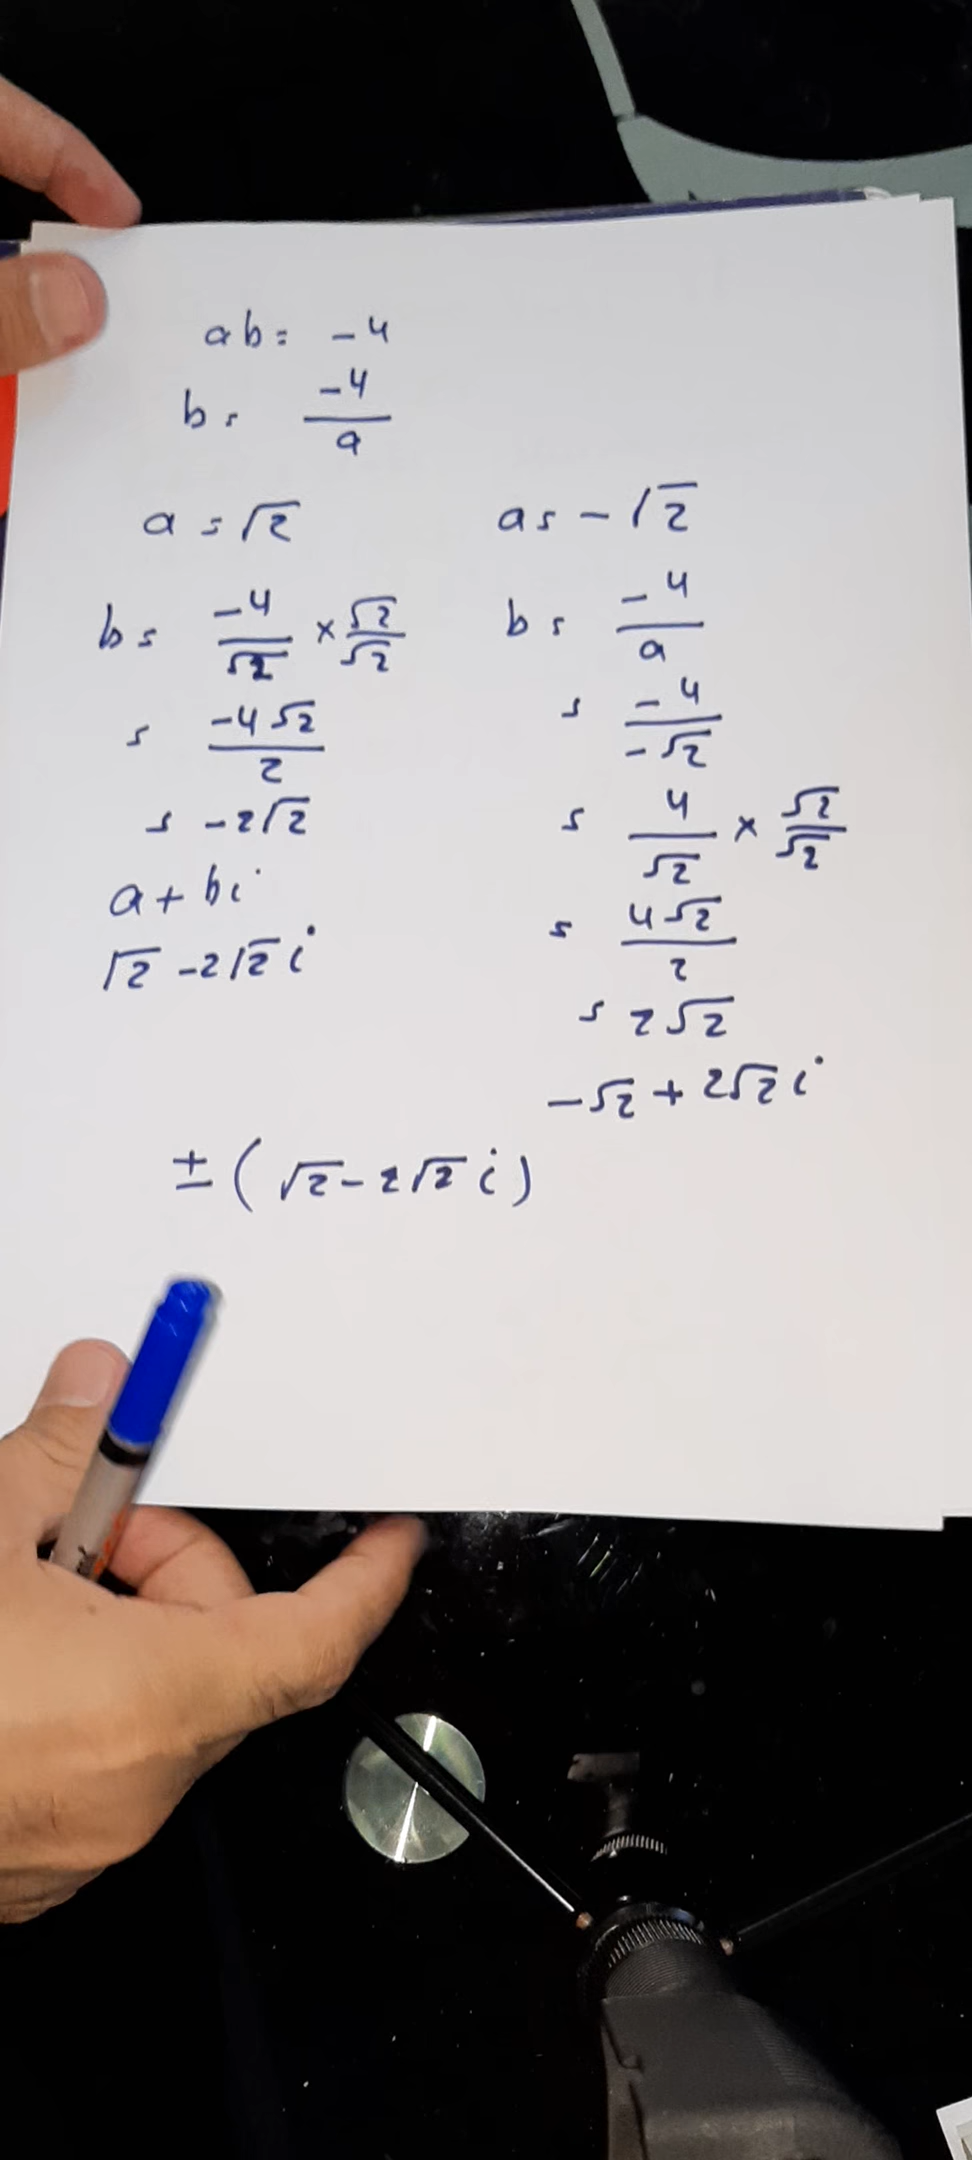 ab = -4
b = -4/a
a = √2
b = -4/√2 × √2/√2
= -4√2/2
= -2√2
a + bi
√2 - 2√2 i
a = -√2
b = -4/a
= -4/-√2
= 4/√2 × √2/√2
= 4√2/2
= 2√2
-√2 + 2√2 i
± (√2 - 2√2 i)